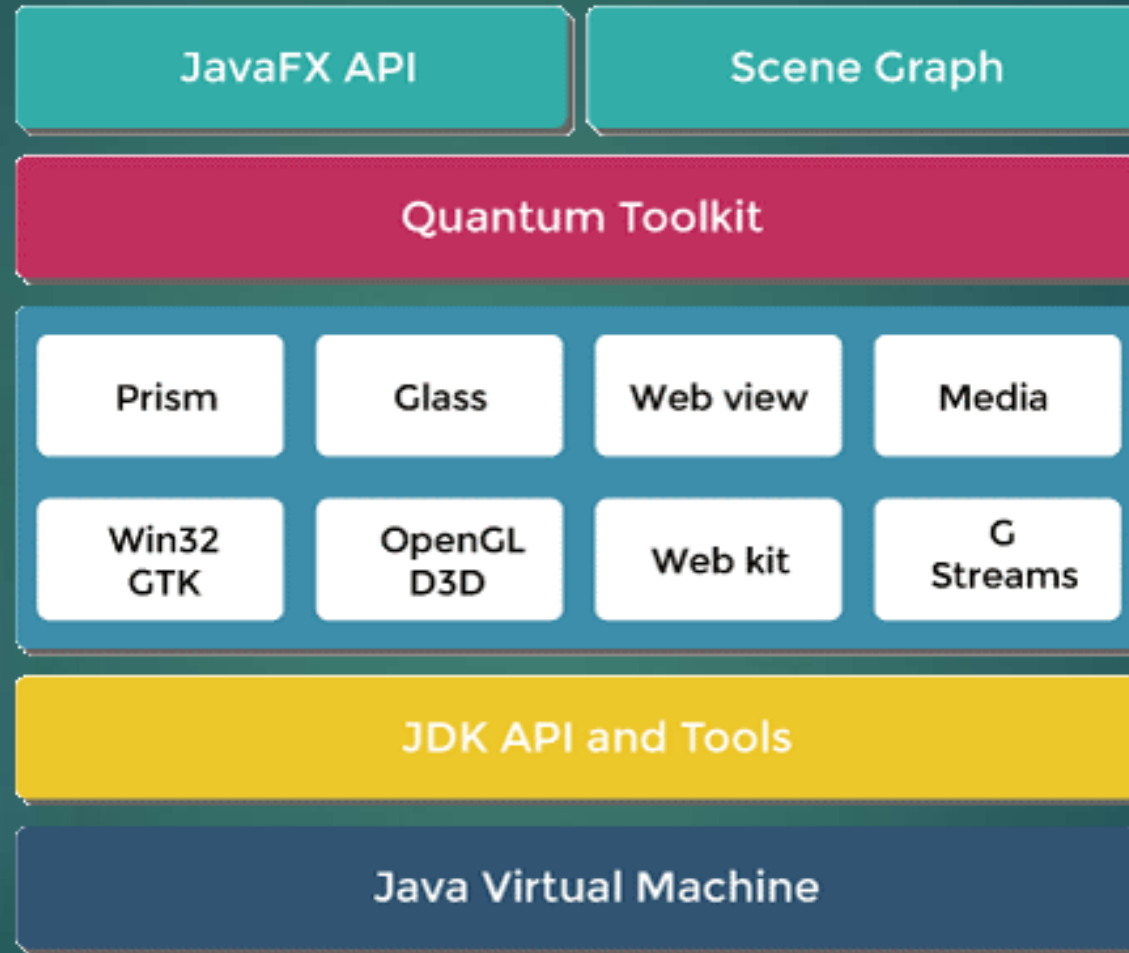 JavaFX API
Scene Graph
Quantum Toolkit
Prism
Glass
Web view
Media
Win32
GTK
OpenGL
D3D
Web kit
G
Streams
JDK API and Tools
Java Virtual Machine